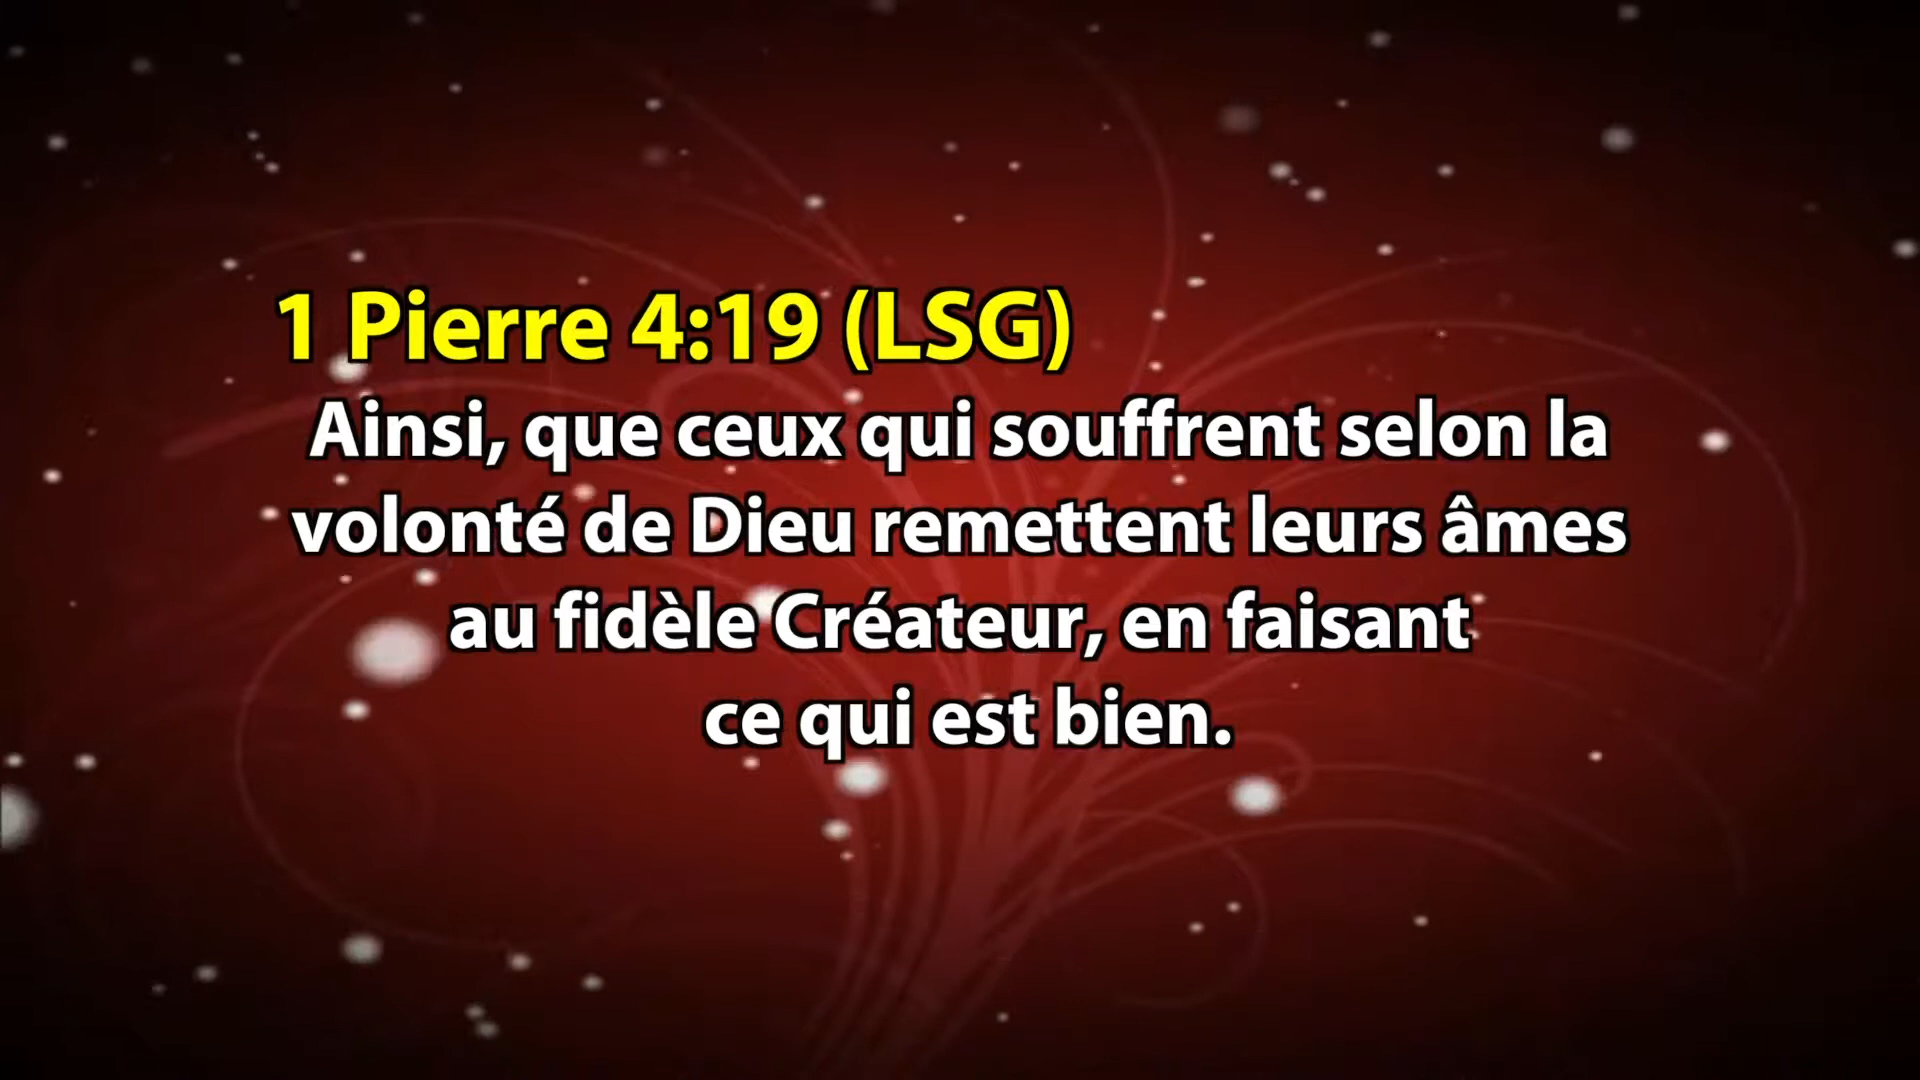 1 Pierre 4:19 (LSG)
Ainsi, que ceux qui souffrent selon la
volonté de Dieu remettent leurs âmes
au fidèle Créateur, en faisant
ce qui est bien.